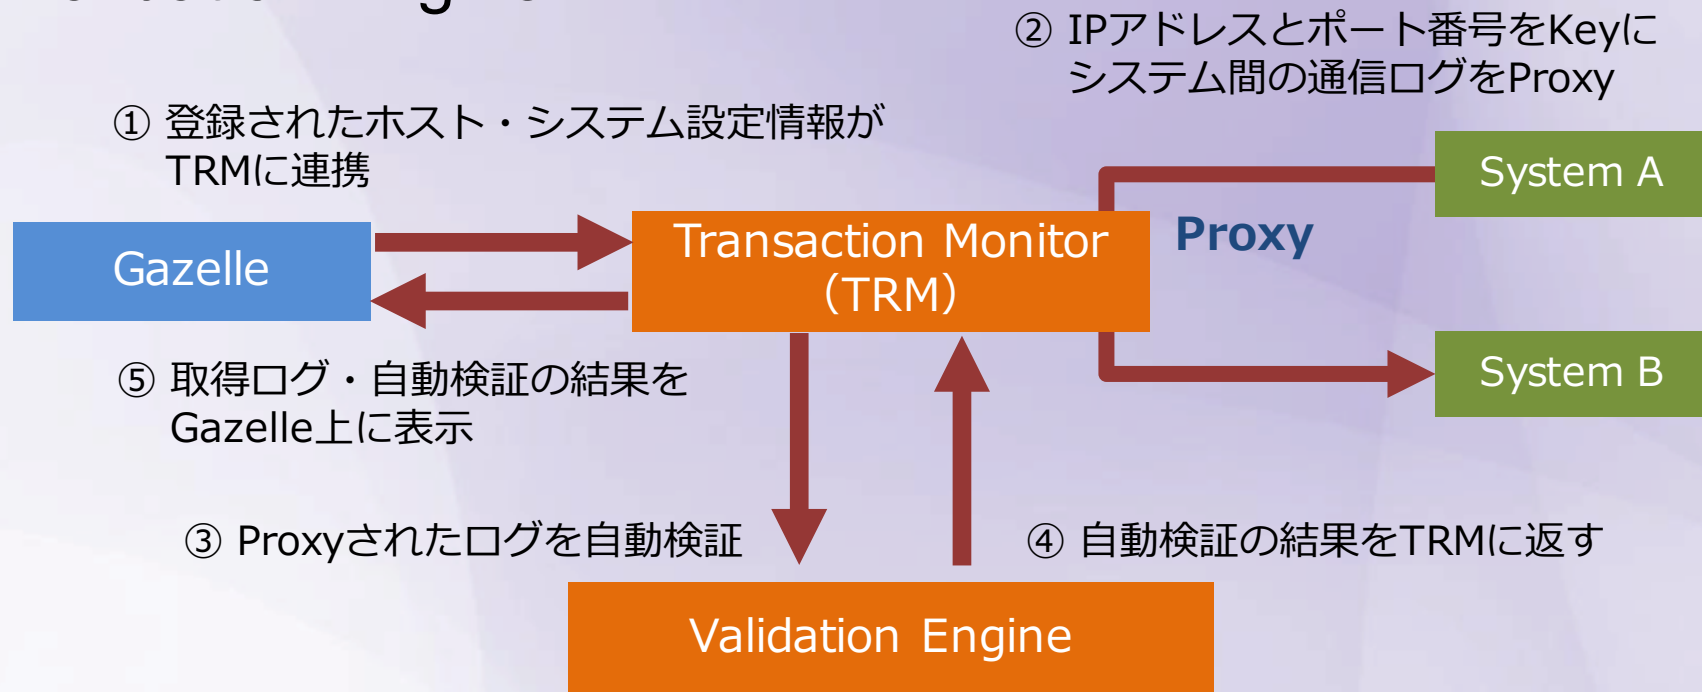 ② IPアドレスとポート番号をKeyに
システム間の通信ログをProxy
① 登録されたホスト・システム設定情報が
TRMに連携
System A
Proxy
Gazelle
Transaction Monitor
（TRM）
System B
⑤ 取得ログ・自動検証の結果を
Gazelle上に表示
③ Proxyされたログを自動検証
④ 自動検証の結果をTRMに返す
Validation Engine